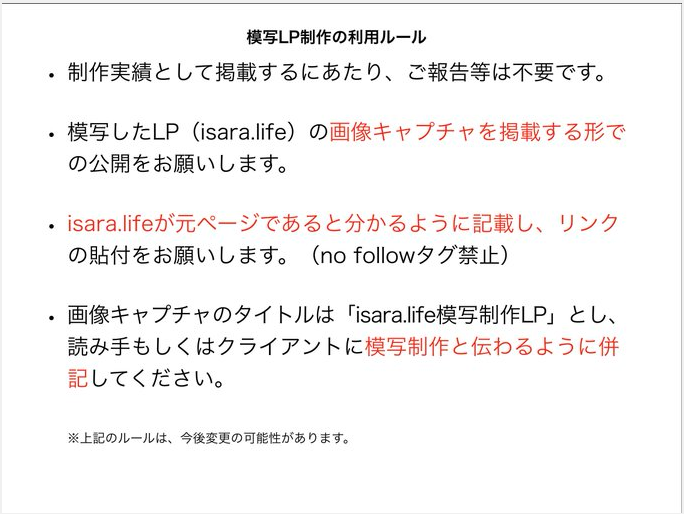 模写LP制作の利用ルール
• 制作実績として掲載するにあたり、ご報告等は不要です。
• 模写したLP（isara.life）の画像キャプチャを掲載する形で
の公開をお願いします。
• isara.lifeが元ページであると分かるように記載し、リンク
の貼付をお願いします。（no followタグ禁止）
• 画像キャプチャのタイトルは「isara.life模写制作LP」とし、
読み手もしくはクライアントに模写制作と伝わるように併
記してください。
※上記のルールは、今後変更の可能性があります。